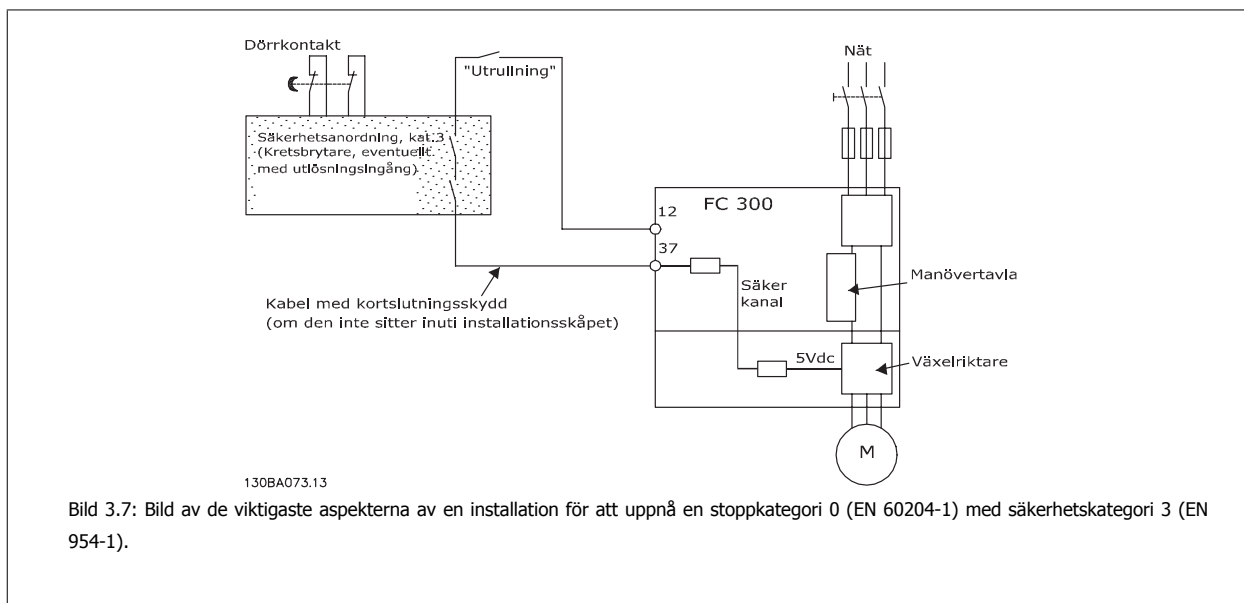 Dörrkontakt
"Utrullning"
Nät
Säkerhetsanordning, kat.3
(Kretsbrytare, eventuellt
med utlösningsingång)
12
FC 300
37
Säker
kanal
Manövertavla
Kabel med kortslutningsskydd
(om den inte sitter inuti installationsskåpet)
5Vdc
Växelriktare
M
130BA073.13
Bild 3.7: Bild av de viktigaste aspekterna av en installation för att uppnå en stoppkategori 0 (EN 60204-1) med säkerhetskategori 3 (EN
954-1).